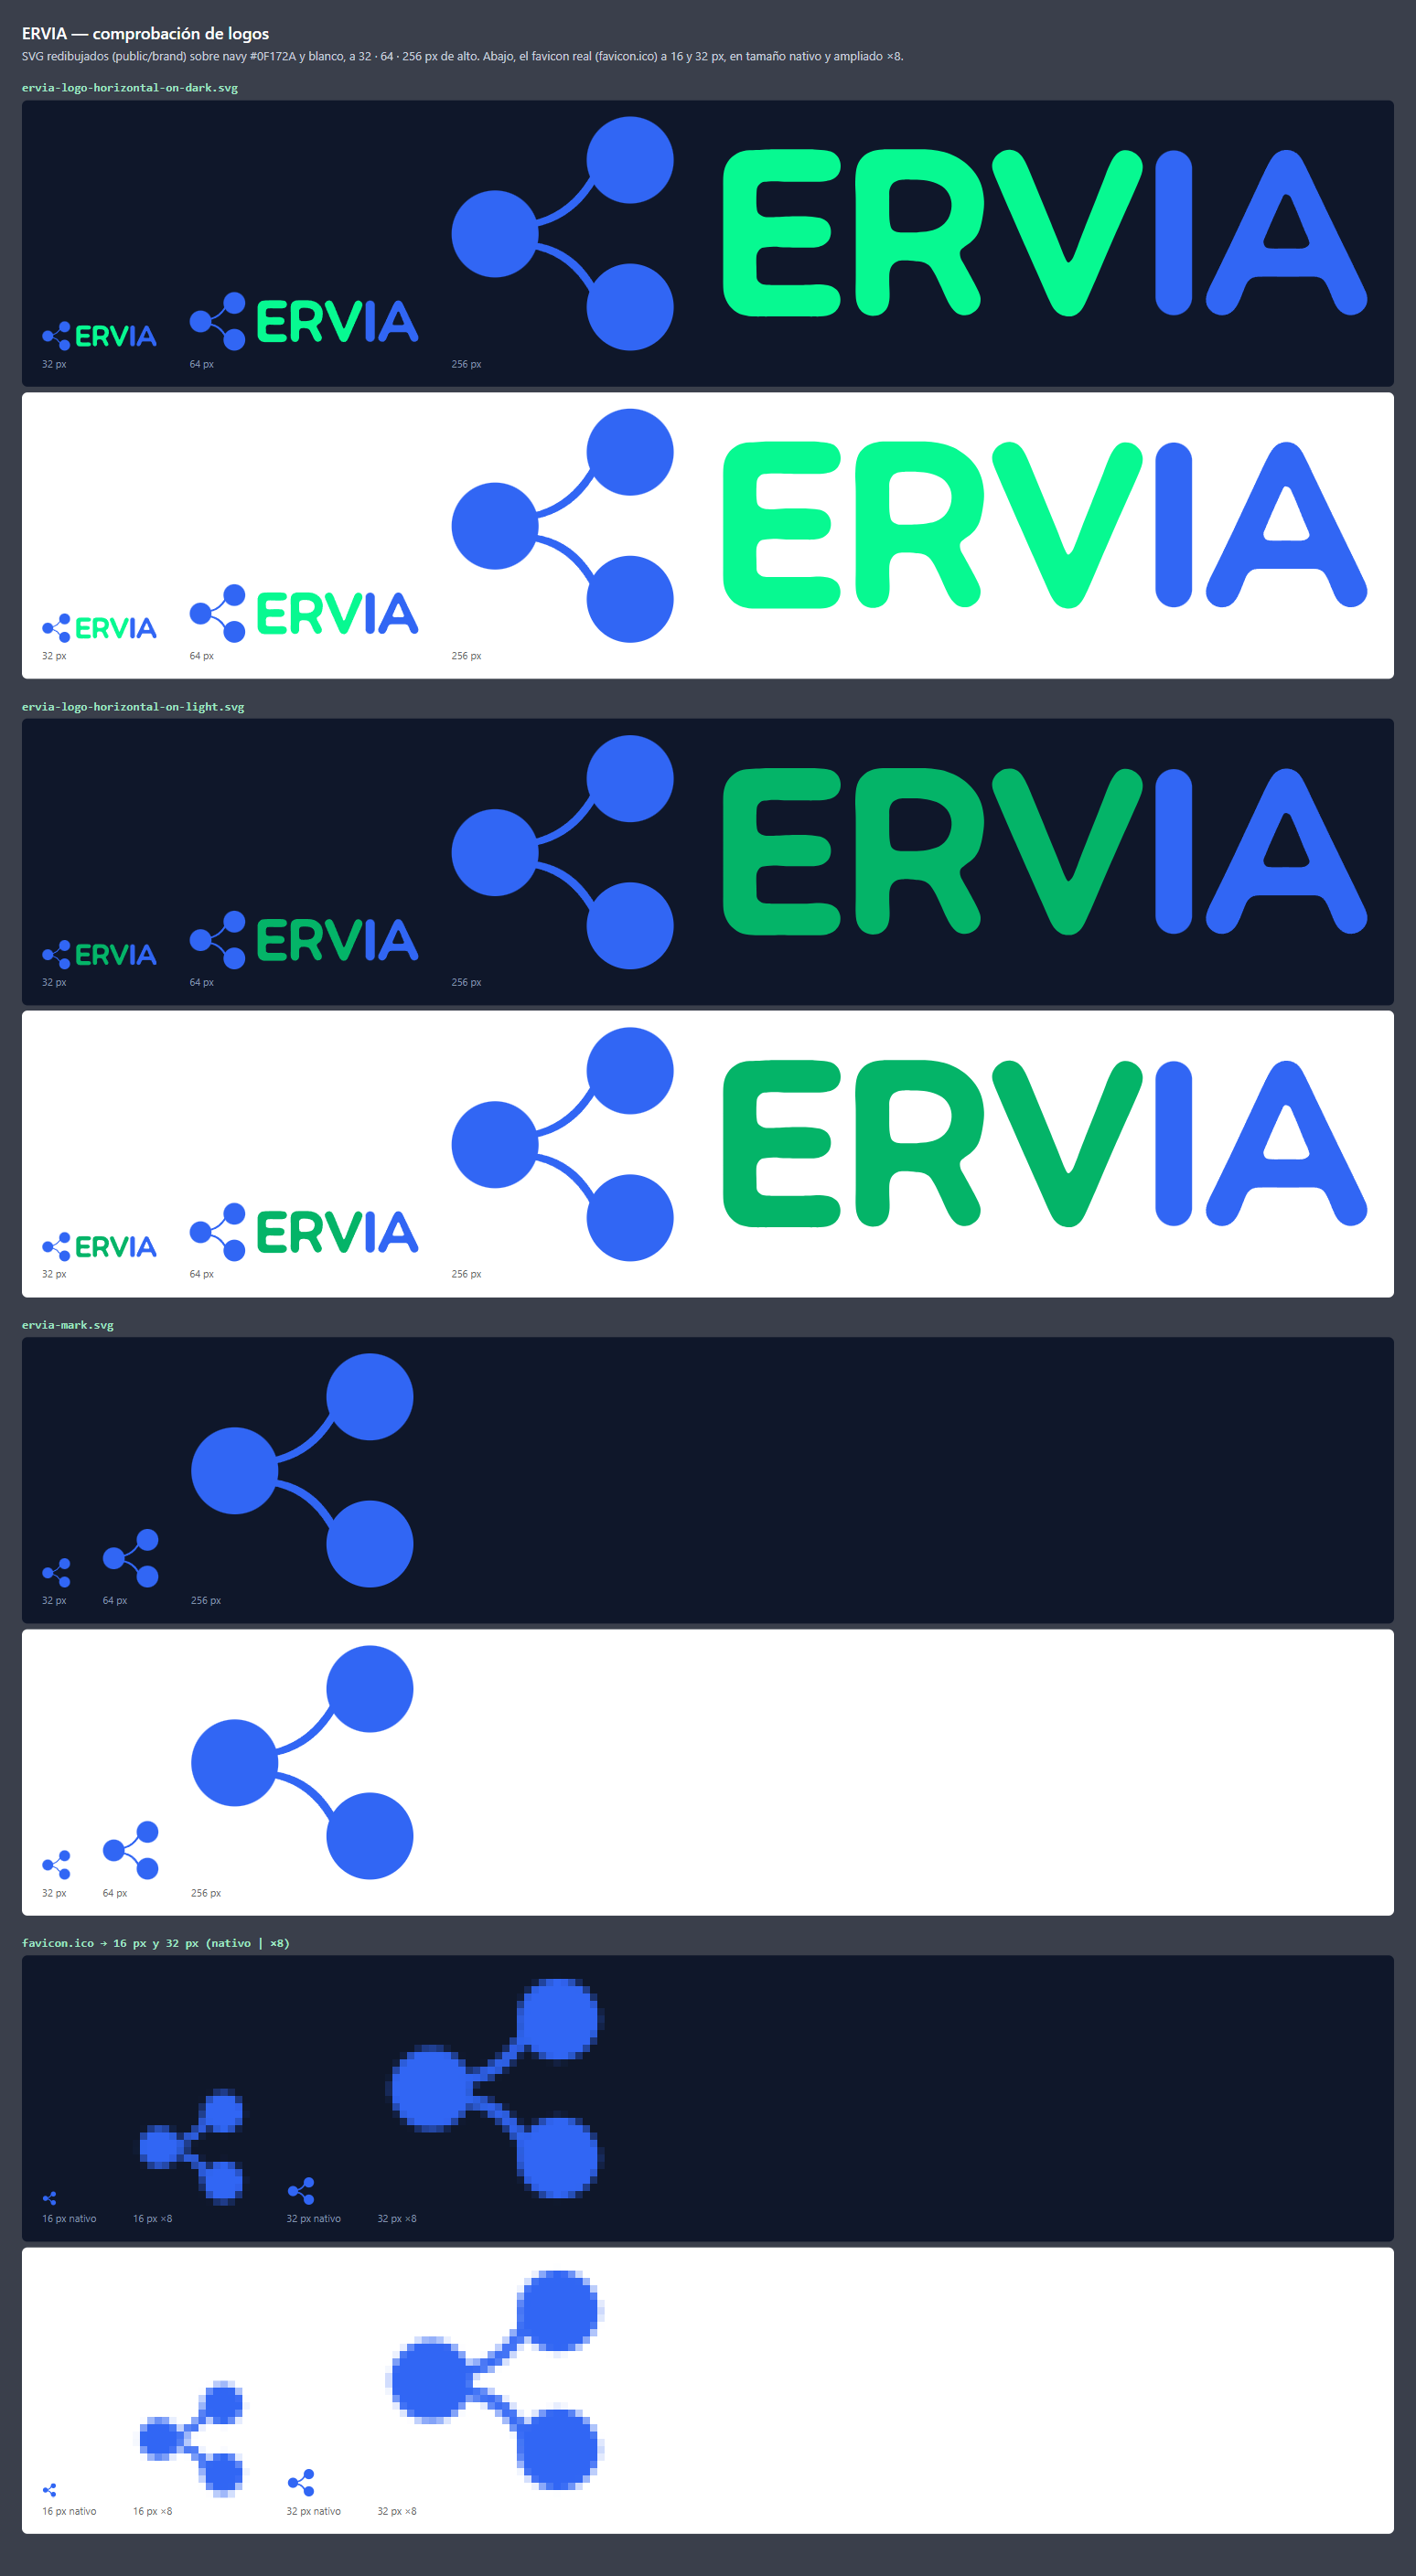 ERVIA — comprobación de logos
SVG redibujados (public/brand) sobre navy #0F172A y blanco, a 32 · 64 · 256 px de alto. Abajo, el favicon real (favicon.ico) a 16 y 32 px, en tamaño nativo y ampliado ×8.
ervia-logo-horizontal-on-dark.svg
ERVIA ERVIA ERVIA
32 px 64 px 256 px
ERVIA ERVIA ERVIA
32 px 64 px 256 px
ervia-logo-horizontal-on-light.svg
ERVIA ERVIA ERVIA
32 px 64 px 256 px
ERVIA ERVIA ERVIA
32 px 64 px 256 px
ervia-mark.svg
32 px 64 px 256 px
32 px 64 px 256 px
favicon.ico → 16 px y 32 px (nativo | ×8)
16 px nativo 16 px ×8 32 px nativo 32 px ×8
16 px nativo 16 px ×8 32 px nativo 32 px ×8